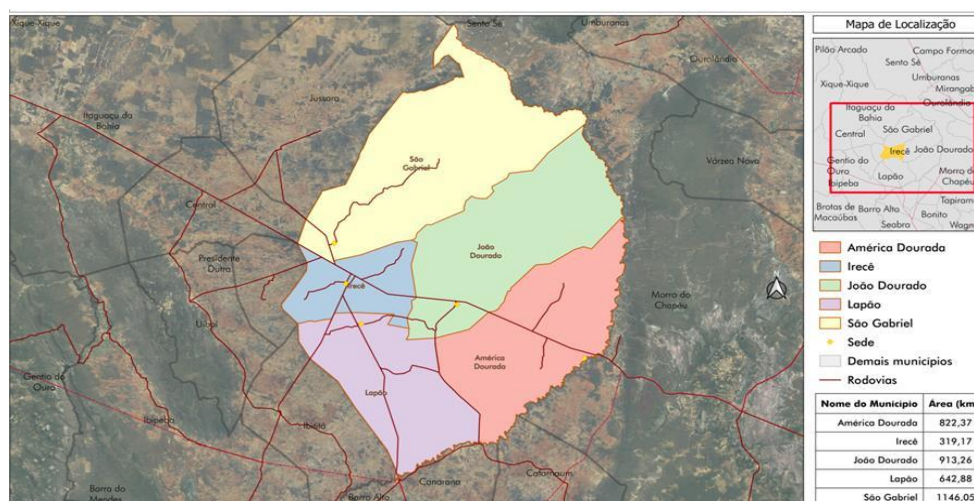 Xique-Xique
Sento Sé
Umburanas
Ourolândia
Jussara
Itaguaçu da
Bahia
São
Gabriel
Várzea Nova
Central
Presidente
Dutra
João
Dourado
Irecê
Morro do
Chapéu
Uibaí
América
Dourada
Gentio do
Ouro
Lapão
Ibipeba
Ibititá
Cafarnaum
Canarana
Barra do
Mendes
Barro Alto
Mapa de Localização
Pilão Arcado
Campo Formos
Sento Sé
Umburanas
Xique-Xique
Mirangab
Ourolândia
Itaguaçu da
Bahia
São Gabriel
Central
Irecê
João Dourado
Gentio do
Ouro
Ibipeba
Lapão
Morro do
Chapéu
Brotas de
Macaúbas
Barro Alto
Tapiram
Bonito
Seabra
Wagn
América Dourada
Irecê
João Dourado
Lapão
São Gabriel
Sede
Demais municípios
Rodovias
Nome do Município Área (km
América Dourada 822,37
Irecê 319,17
João Dourado 913,26
Lapão 642,88
São Gabriel 1146,05